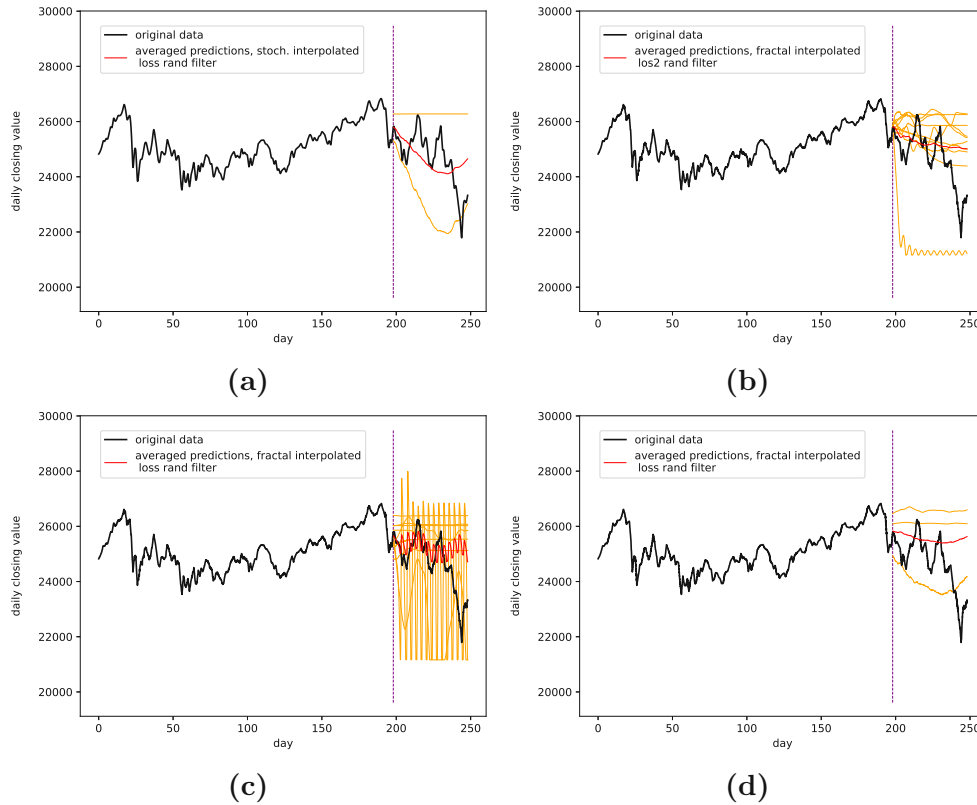 30000
28000
26000
24000
22000
20000
daily closing value
original data
averaged predictions, stoch. interpolated
loss rand filter
0 50 100 150 200 250
day
(a)
30000
28000
26000
24000
22000
20000
daily closing value
original data
averaged predictions, fractal interpolated
los2 rand filter
0 50 100 150 200 250
day
(b)
30000
28000
26000
24000
22000
20000
daily closing value
original data
averaged predictions, fractal interpolated
loss rand filter
0 50 100 150 200 250
day
(c)
30000
28000
26000
24000
22000
20000
daily closing value
original data
averaged predictions, fractal interpolated
loss rand filter
0 50 100 150 200 250
day
(d)